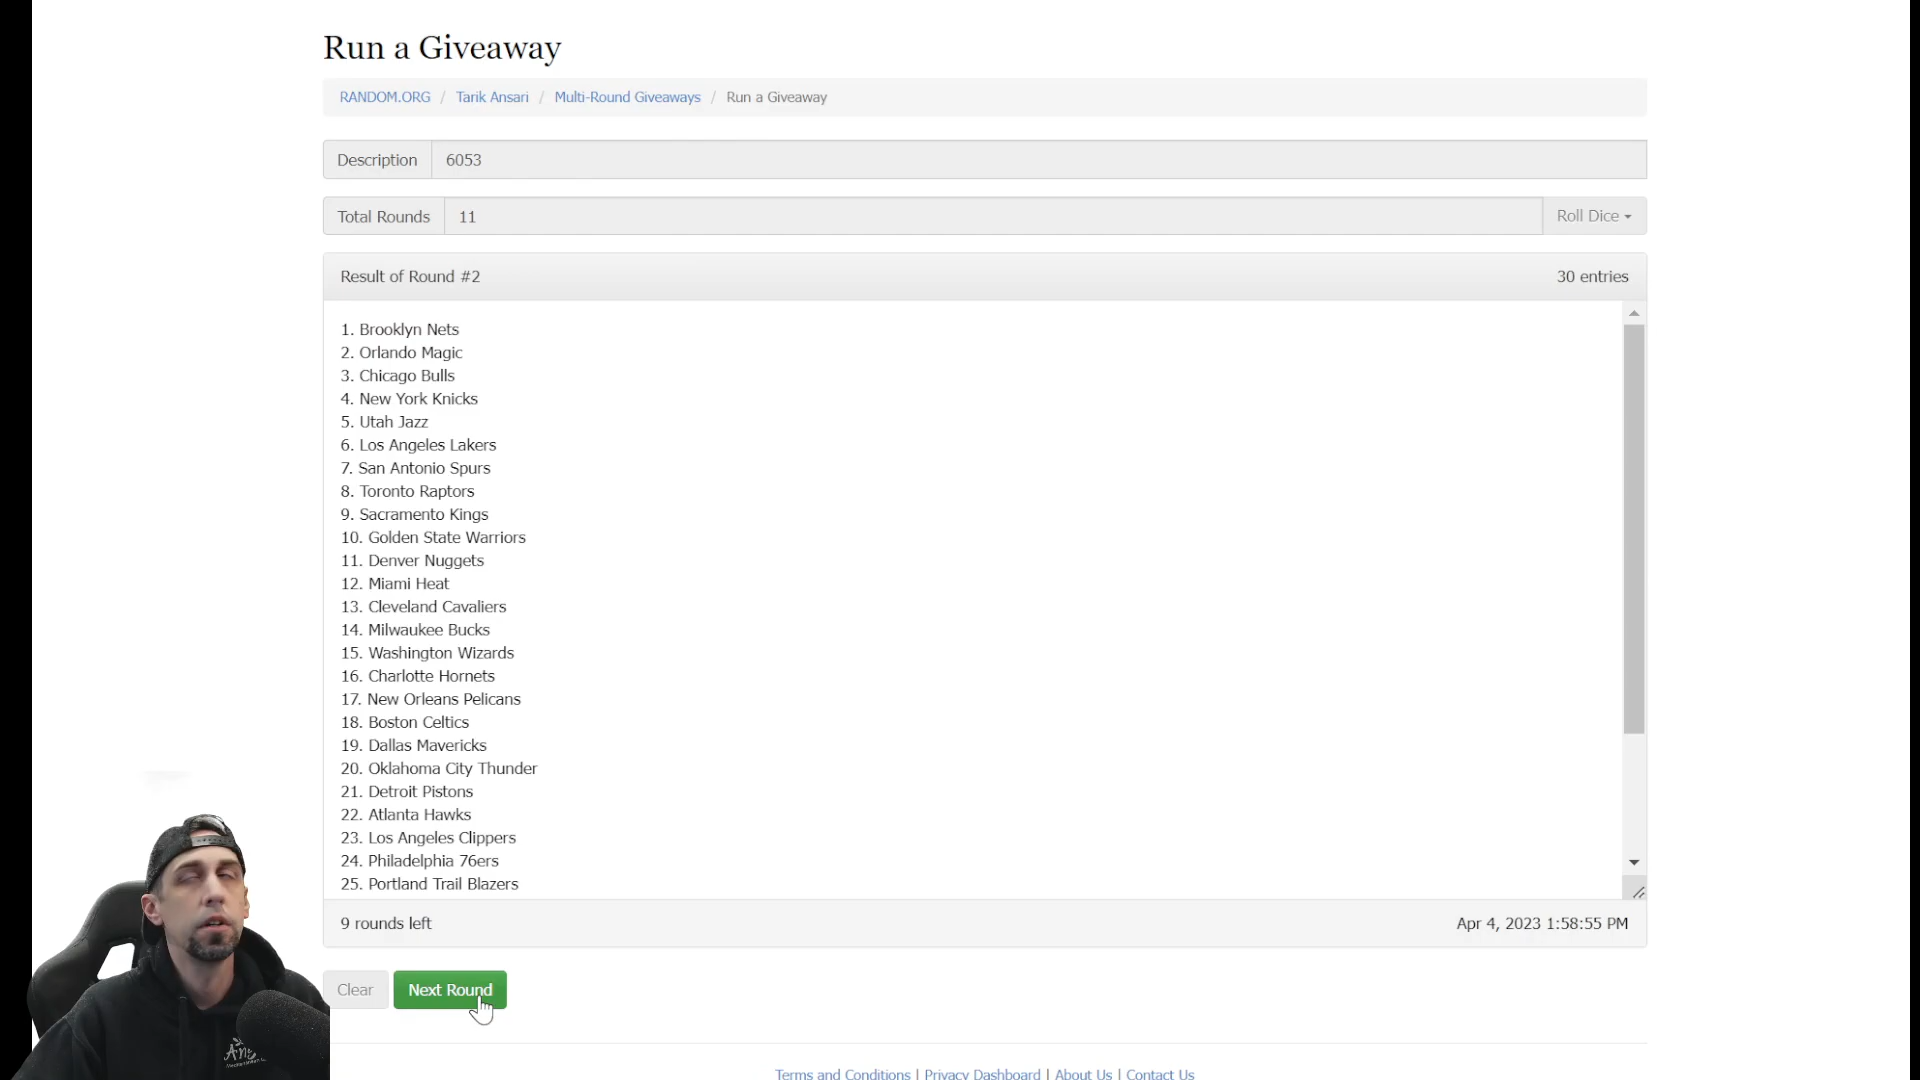 Run a Giveaway
RANDOM.ORG / Tarik Ansari / Multi-Round Giveaways / Run a Giveaway
Description 6053
Total Rounds 11 Roll Dice
Result of Round #2 30 entries
1. Brooklyn Nets
2. Orlando Magic
3. Chicago Bulls
4. New York Knicks
5. Utah Jazz
6. Los Angeles Lakers
7. San Antonio Spurs
8. Toronto Raptors
9. Sacramento Kings
10. Golden State Warriors
11. Denver Nuggets
12. Miami Heat
13. Cleveland Cavaliers
14. Milwaukee Bucks
15. Washington Wizards
16. Charlotte Hornets
17. New Orleans Pelicans
18. Boston Celtics
19. Dallas Mavericks
20. Oklahoma City Thunder
21. Detroit Pistons
22. Atlanta Hawks
23. Los Angeles Clippers
24. Philadelphia 76ers
25. Portland Trail Blazers
9 rounds left Apr 4, 2023 1:58:55 PM
Clear Next Round
Terms and Conditions | Privacy Dashboard | About Us | Contact Us